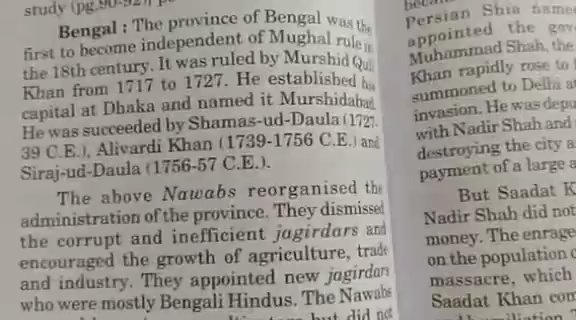 study (pg.90-92)
Bengal : The province of Bengal was the
first to become independent of Mughal rule in
the 18th century. It was ruled by Murshid Quli
Khan from 1717 to 1727. He established his
capital at Dhaka and named it Murshidabad.
He was succeeded by Shamas-ud-Daula (1727-
39 C.E.), Alivardi Khan (1739-1756 C.E.) and
Siraj-ud-Daula (1756-57 C.E.).
The above Nawabs reorganised the
administration of the province. They dismissed
the corrupt and inefficient jagirdars and
encouraged the growth of agriculture, trade
and industry. They appointed new jagirdars
who were mostly Bengali Hindus. The Nawabs
but did not
Persian Shia
appointed the
Muhammad Shah, the
Khan rapidly rose to
summoned to Delhi
invasion. He was
with Nadir Shah and
destroying the city
payment of a large
But Saadat
Nadir Shah did not
money. The
on the population
massacre, which
Saadat Khan